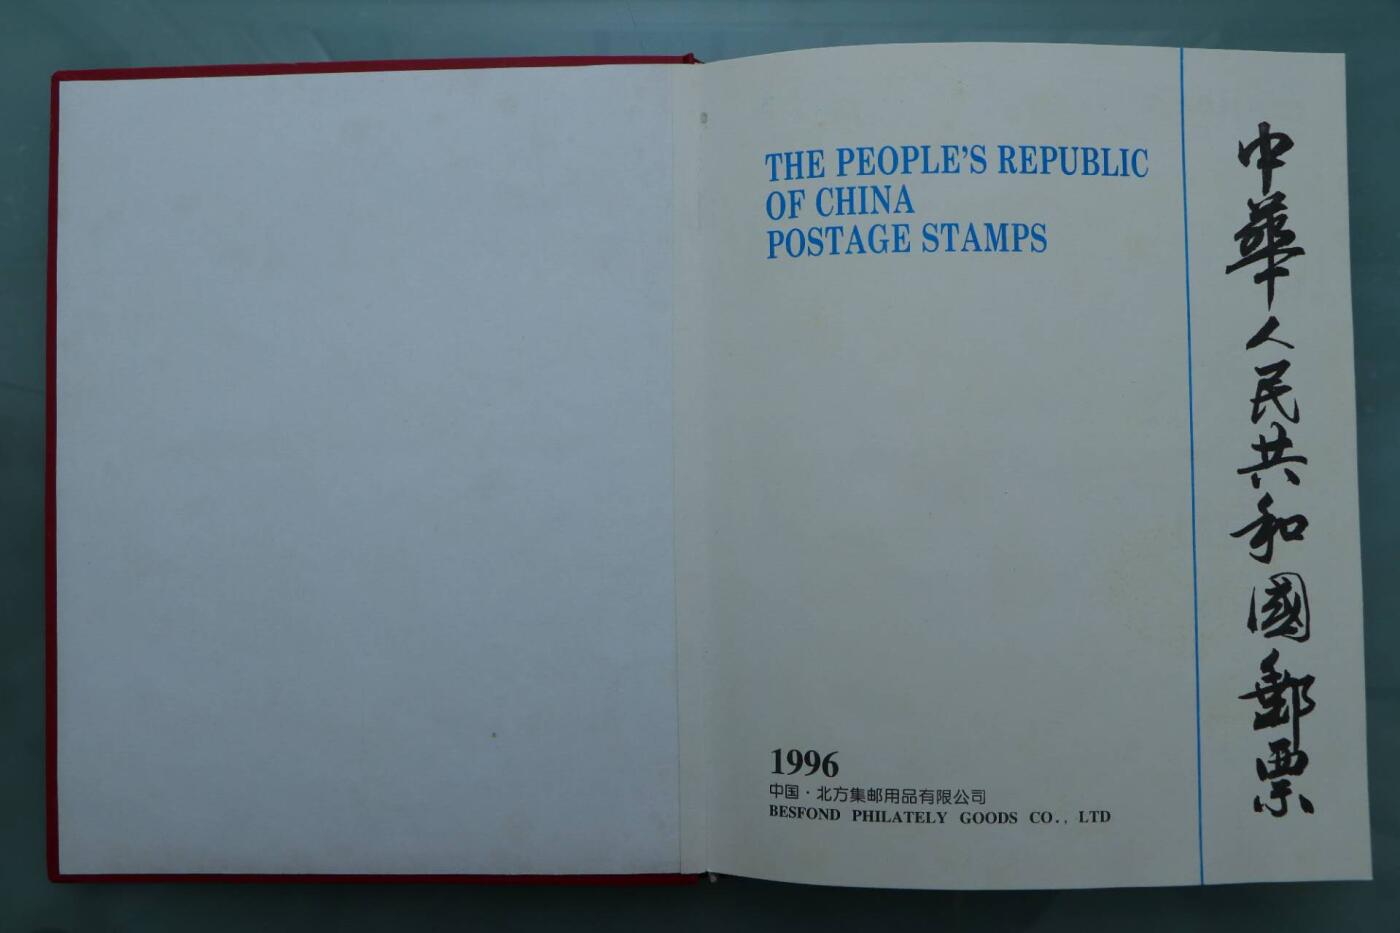 THE PEOPLE'S REPUBLIC
OF CHINA
POSTAGE STAMPS
中華人民共和國郵票
1996
中国·北方集邮用品有限公司
BESFOND PHILATELY GOODS CO., LTD